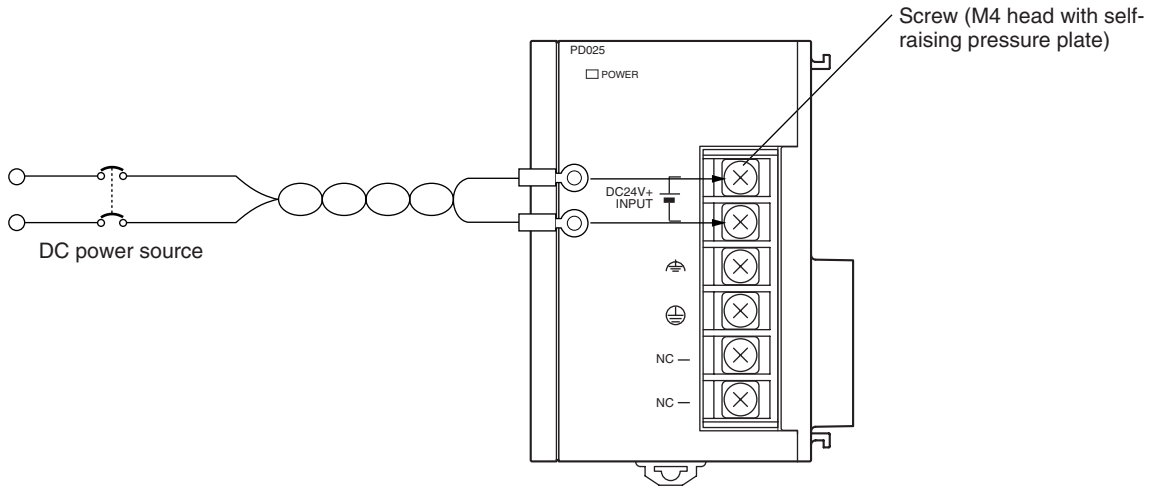 Screw (M4 head with self-
raising pressure plate)
PD025
POWER
DC24V+
INPUT
DC power source
NC
NC